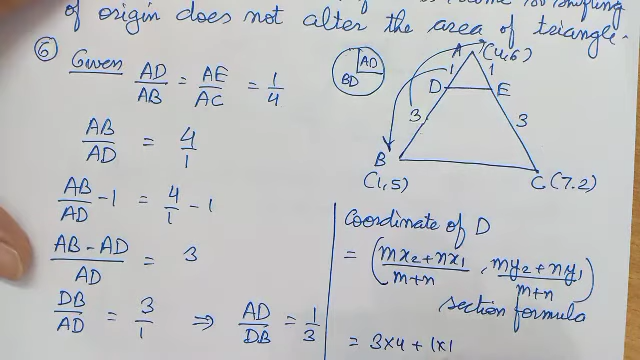 of origin does not alter the area of triangle.
⑥ Given AD/AB = AE/AC = 1/4
AB/AD = 4/1
AB/AD - 1 = 4/1 - 1
AB - AD/AD = 3
DB/AD = 3/1 ⇒ AD/DB = 1/3
AD
BD
A (4,6)
1 1
D E
3 3
B
(1,5)
C (7.2)
Coordinate of D
= (mx₂+nx₁/m+n , my₂+ny₁/m+n)
section formula
= 3×4 + 1×1